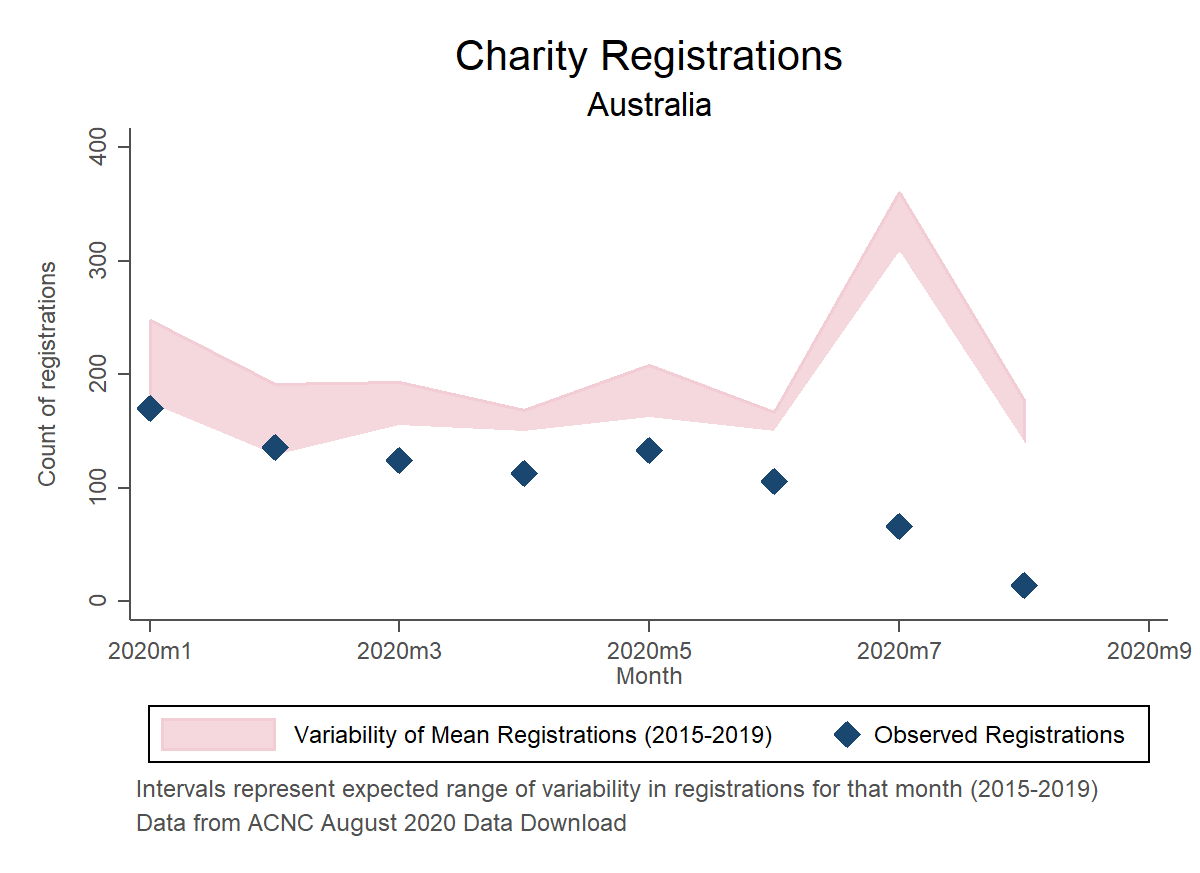 Charity Registrations
Australia
400
300
200
100
0
Count of registrations
2020m1 2020m3 2020m5 2020m7 2020m9
Month
Variability of Mean Registrations (2015-2019) Observed Registrations
Intervals represent expected range of variability in registrations for that month (2015-2019)
Data from ACNC August 2020 Data Download